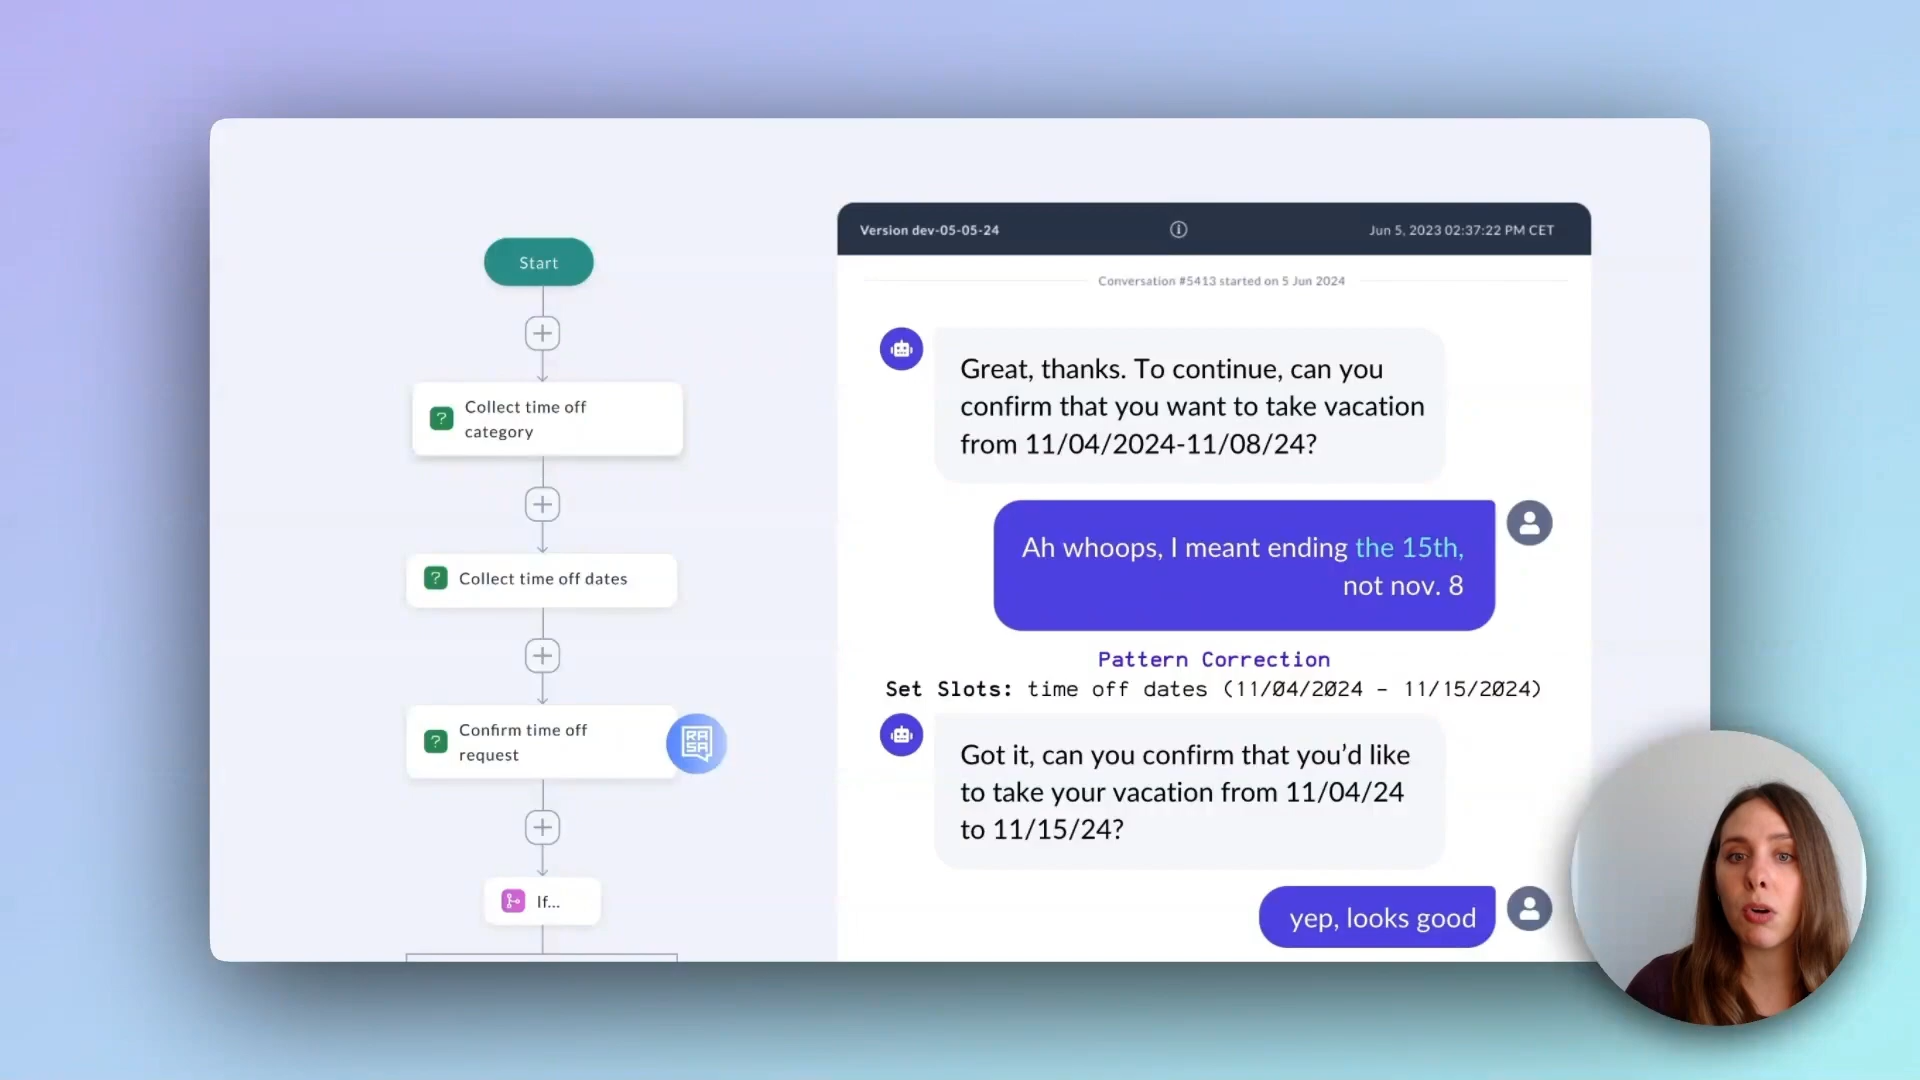 Start
Collect time off
category
Collect time off dates
Confirm time off
request
RA
SA
If...
Version dev-05-05-24
Jun 5, 2023 02:37:22 PM CET
Conversation #5413 started on 5 Jun 2024
Great, thanks. To continue, can you
confirm that you want to take vacation
from 11/04/2024-11/08/24?
Ah whoops, I meant ending the 15th,
not nov. 8
Pattern Correction
Set Slots: time off dates (11/04/2024 – 11/15/2024)
Got it, can you confirm that you’d like
to take your vacation from 11/04/24
to 11/15/24?
yep, looks good